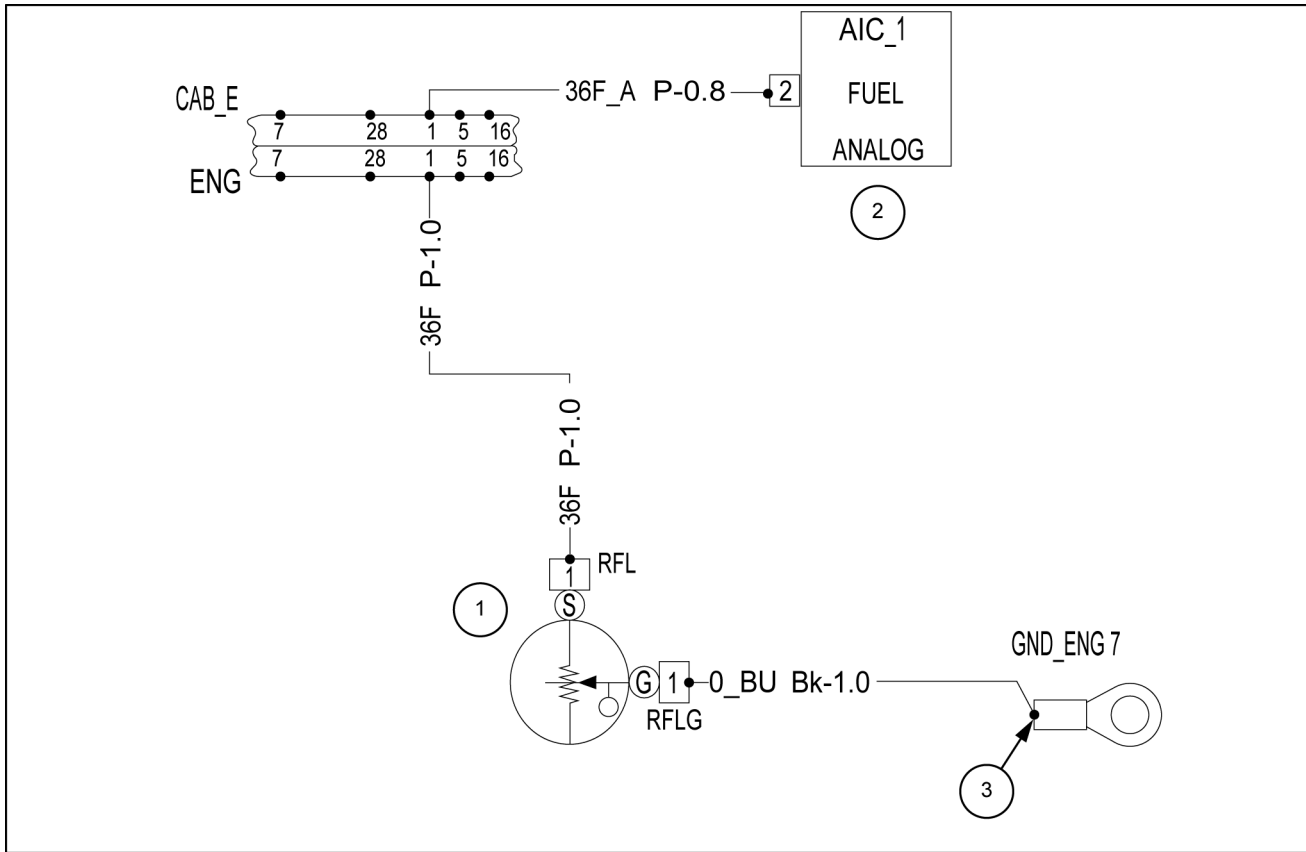 AIC_1
36F_A P-0.8
2
FUEL
ANALOG
2
CAB_E
7 28 1 5 16
7 28 1 5 16
ENG
36F P-1.0
36F P-1.0
1
RFL
S
1
G
1
0_BU Bk-1.0
RFLG
GND_ENG 7
3